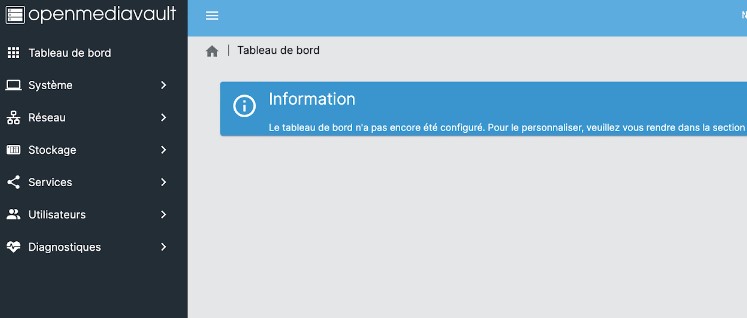 openmediavault
N
| Tableau de bord
Tableau de bord
Système
Réseau
Stockage
Services
Utilisateurs
Diagnostiques
Information
Le tableau de bord n'a pas encore été configuré. Pour le personnaliser, veuillez vous rendre dans la section